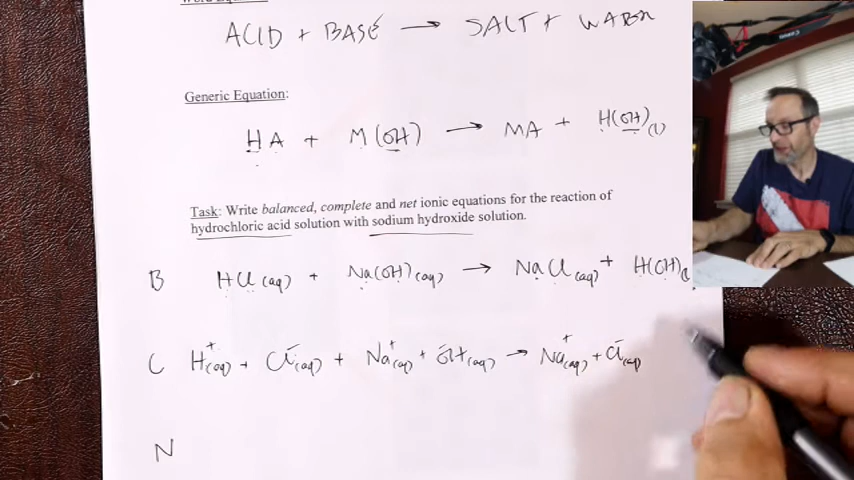 ACID + BASE → SALT + WATER
Generic Equation:
HA + M(OH) → MA + H(OH)(l)
Task: Write balanced, complete and net ionic equations for the reaction of
hydrochloric acid solution with sodium hydroxide solution.
B HCl(aq) + Na(OH)(aq) → NaCl(aq) + H(OH)(l)
C H⁺(aq) + Cl⁻(aq) + Na⁺(aq) + OH⁻(aq) → Na⁺(aq) + Cl⁻(aq)
N